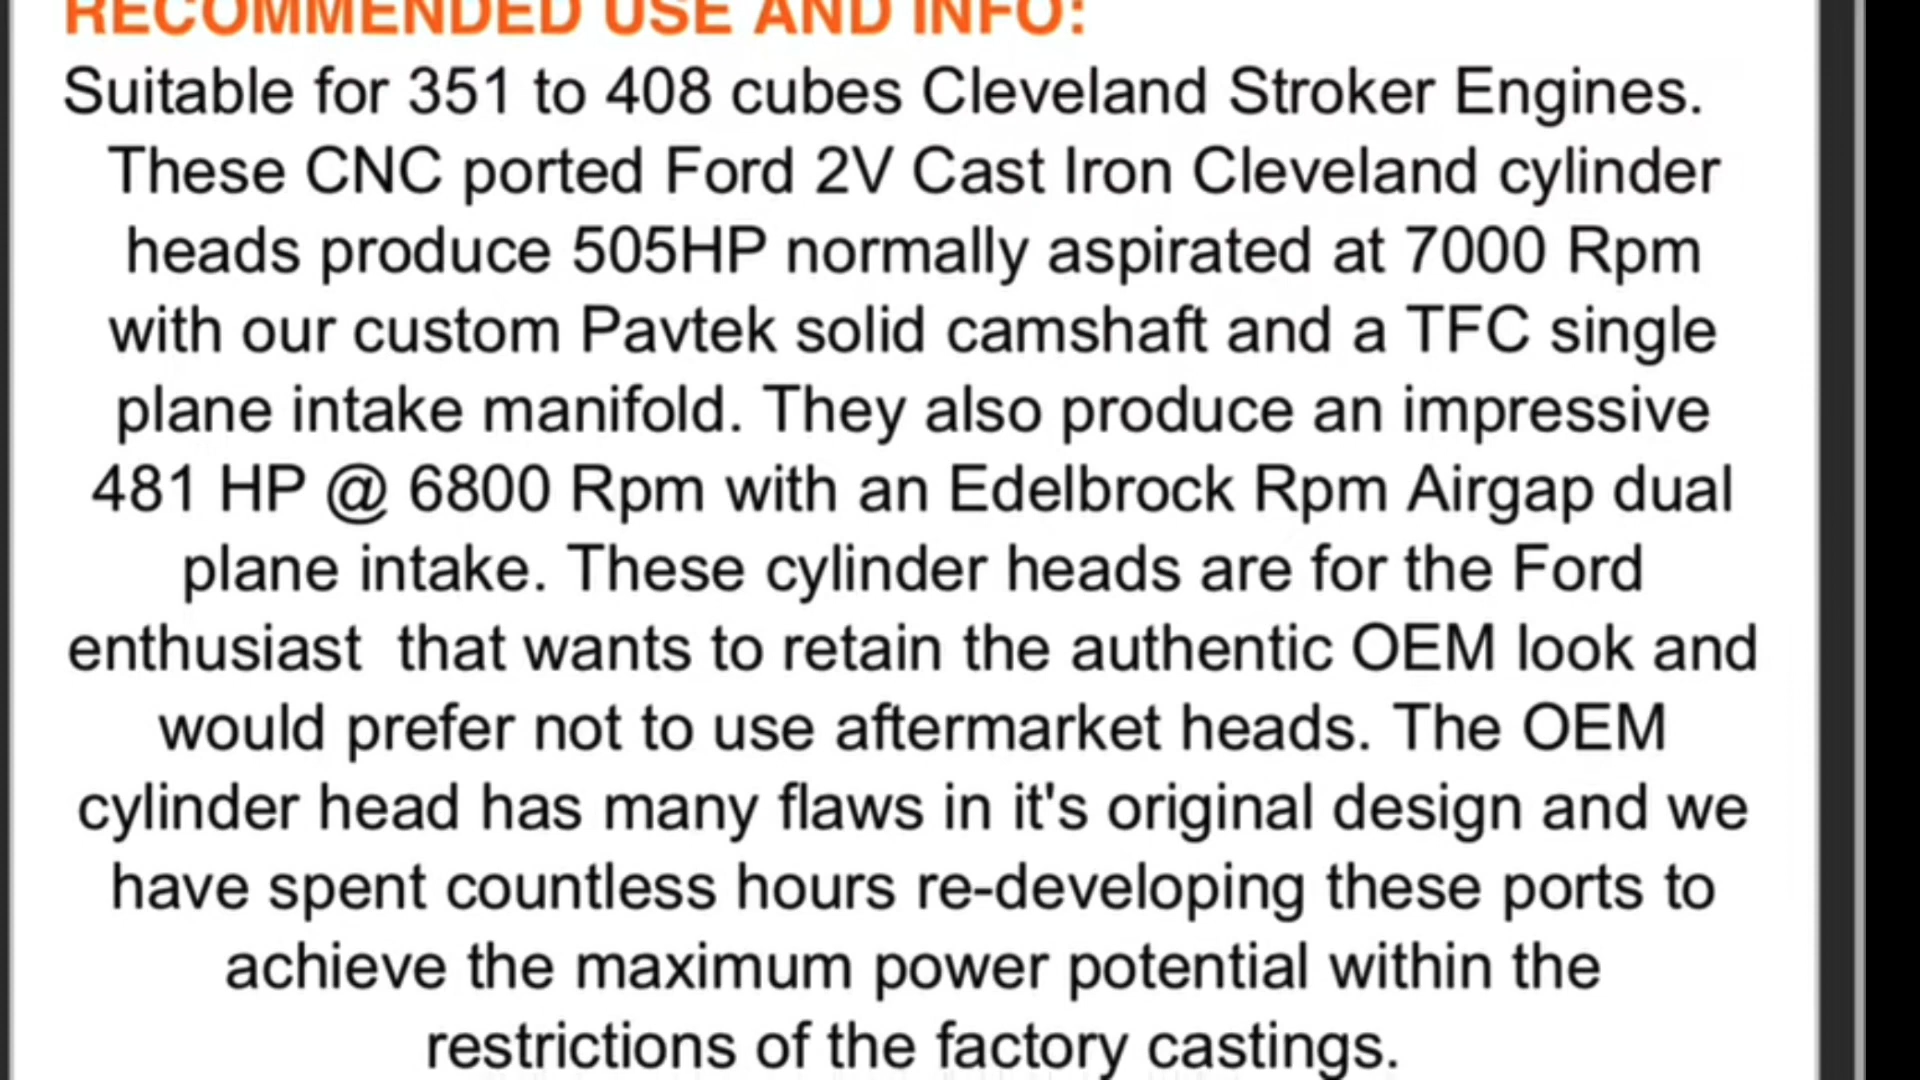 RECOMMENDED USE AND INFO:
Suitable for 351 to 408 cubes Cleveland Stroker Engines.
These CNC ported Ford 2V Cast Iron Cleveland cylinder
heads produce 505HP normally aspirated at 7000 Rpm
with our custom Pavtek solid camshaft and a TFC single
plane intake manifold. They also produce an impressive
481 HP @ 6800 Rpm with an Edelbrock Rpm Airgap dual
plane intake. These cylinder heads are for the Ford
enthusiast  that wants to retain the authentic OEM look and
would prefer not to use aftermarket heads. The OEM
cylinder head has many flaws in it's original design and we
have spent countless hours re-developing these ports to
achieve the maximum power potential within the
restrictions of the factory castings.